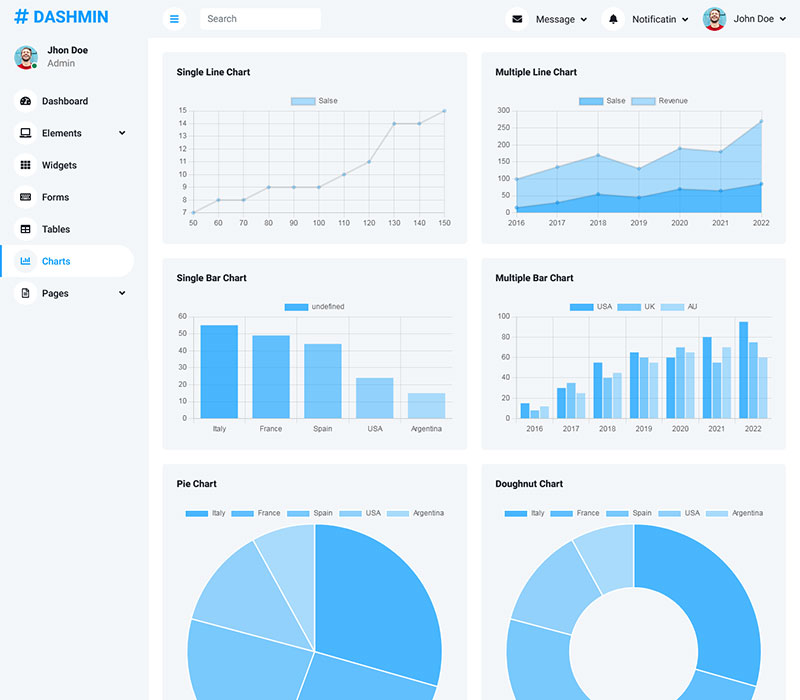 # DASHMIN
Search
Message
Notificatin
John Doe
Jhon Doe
Admin
Dashboard
Elements
Widgets
Forms
Tables
Charts
Pages
Single Line Chart
Salse
15
14
13
12
11
10
9
8
7
50 60 70 80 90 100 110 120 130 140 150
Multiple Line Chart
Salse Revenue
300
250
200
150
100
50
0
2016 2017 2018 2019 2020 2021 2022
Single Bar Chart
undefined
60
50
40
30
20
10
0
Italy France Spain USA Argentina
Multiple Bar Chart
USA UK AU
100
80
60
40
20
0
2016 2017 2018 2019 2020 2021 2022
Pie Chart
Italy France Spain USA Argentina
Doughnut Chart
Italy France Spain USA Argentina